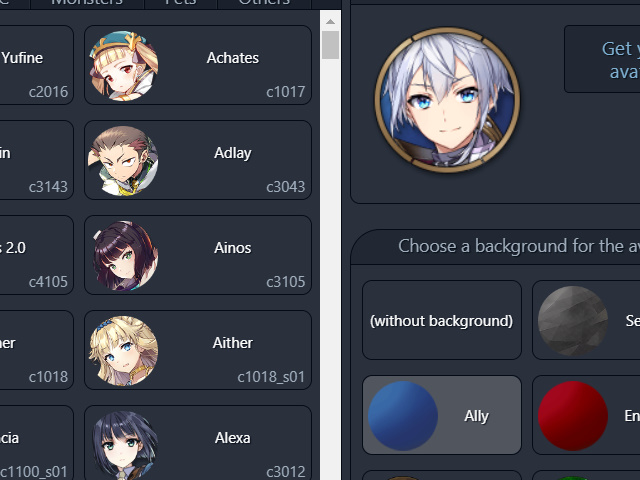 Monsters
Pets
Others
Yufine
c2016
Achates
c1017
in
c3143
Adlay
c3043
s 2.0
c4105
Ainos
c3105
her
c1018
Aither
c1018_s01
cia
c1100_s01
Alexa
c3012
Get y
ava
Choose a background for the av
(without background)
Se
Ally
En